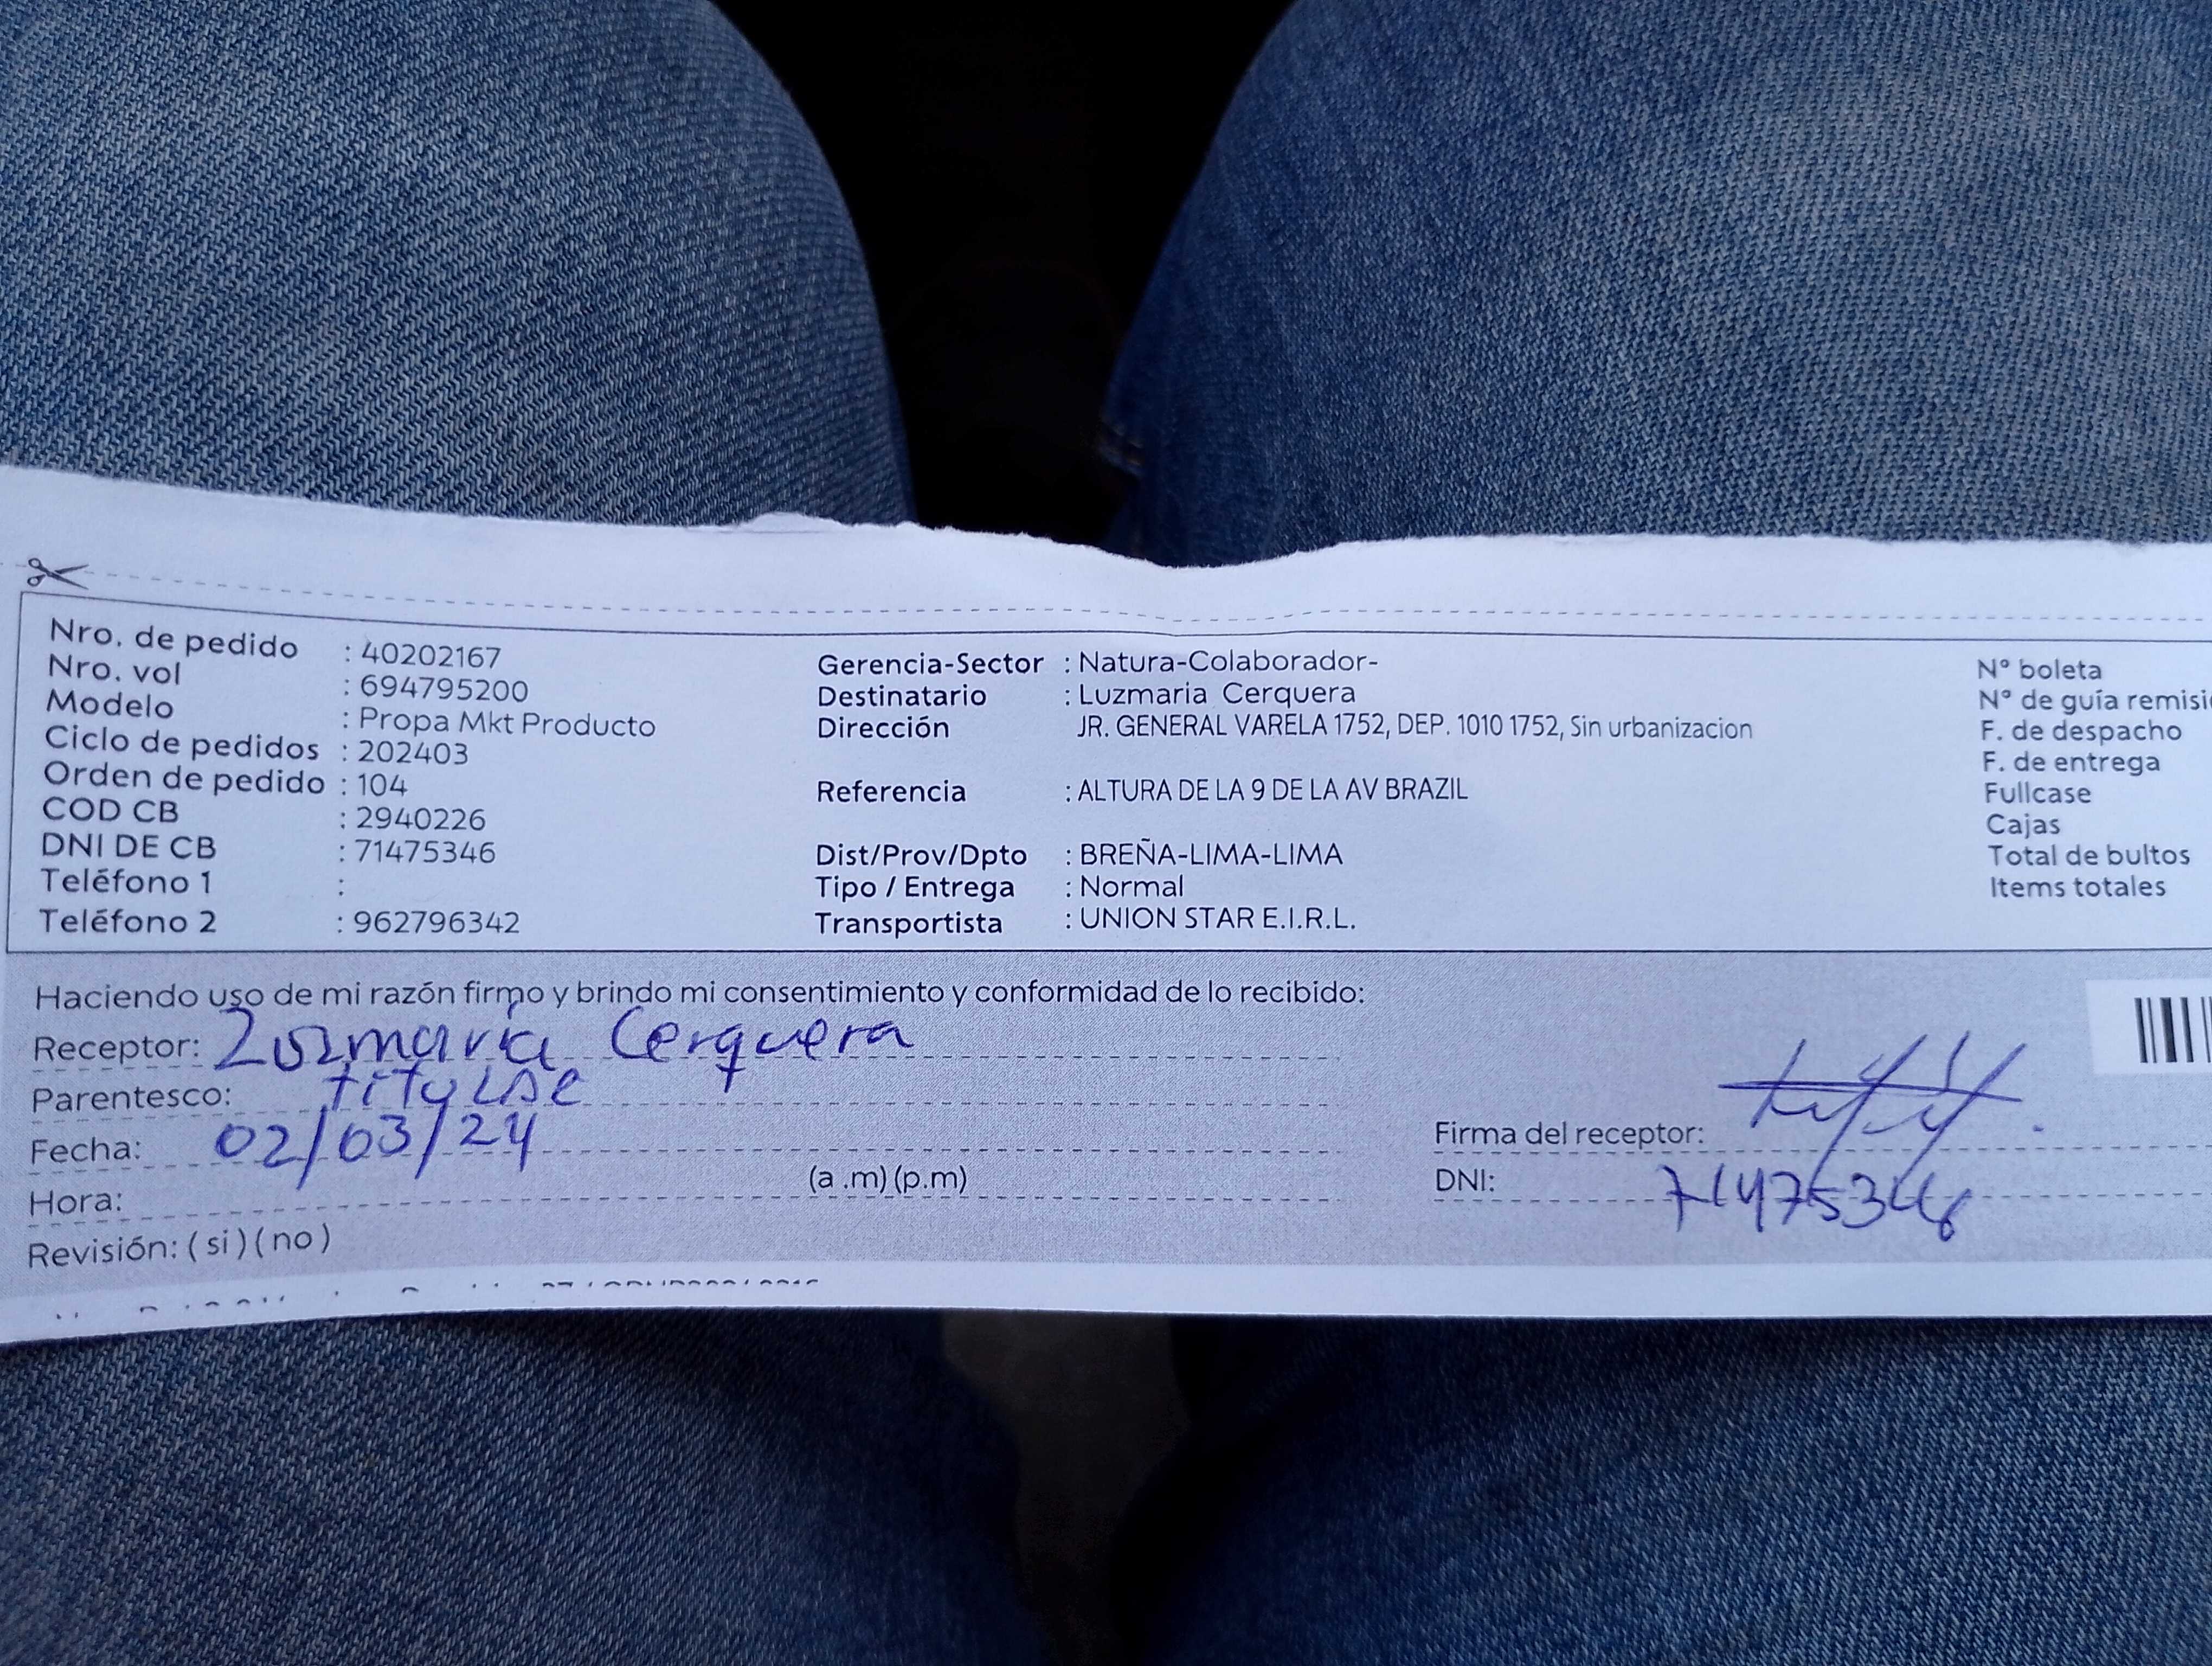 Nro. de pedido : 40202167
Nro. vol : 694795200
Modelo : Propa Mkt Producto
Ciclo de pedidos : 202403
Orden de pedido : 104
COD CB : 2940226
DNI DE CB : 71475346
Teléfono 1 :
Teléfono 2 : 962796342
Gerencia-Sector : Natura-Colaborador-
Destinatario : Luzmaria Cerquera
Dirección JR. GENERAL VARELA 1752, DEP. 1010 1752, Sin urbanizacion
Referencia : ALTURA DE LA 9 DE LA AV BRAZIL
Dist/Prov/Dpto : BREÑA-LIMA-LIMA
Tipo / Entrega : Normal
Transportista : UNION STAR E.I.R.L.
N° boleta
N° de guía remisi
F. de despacho
F. de entrega
Fullcase
Cajas
Total de bultos
Items totales
Haciendo uso de mi razón firmo y brindo mi consentimiento y conformidad de lo recibido:
Receptor: Luzmaria Cerquera
Parentesco:
Fecha: 02/03/24
Hora: (a .m) (p.m)
Revisión: ( si ) ( no )
Firma del receptor:
DNI: 71475346